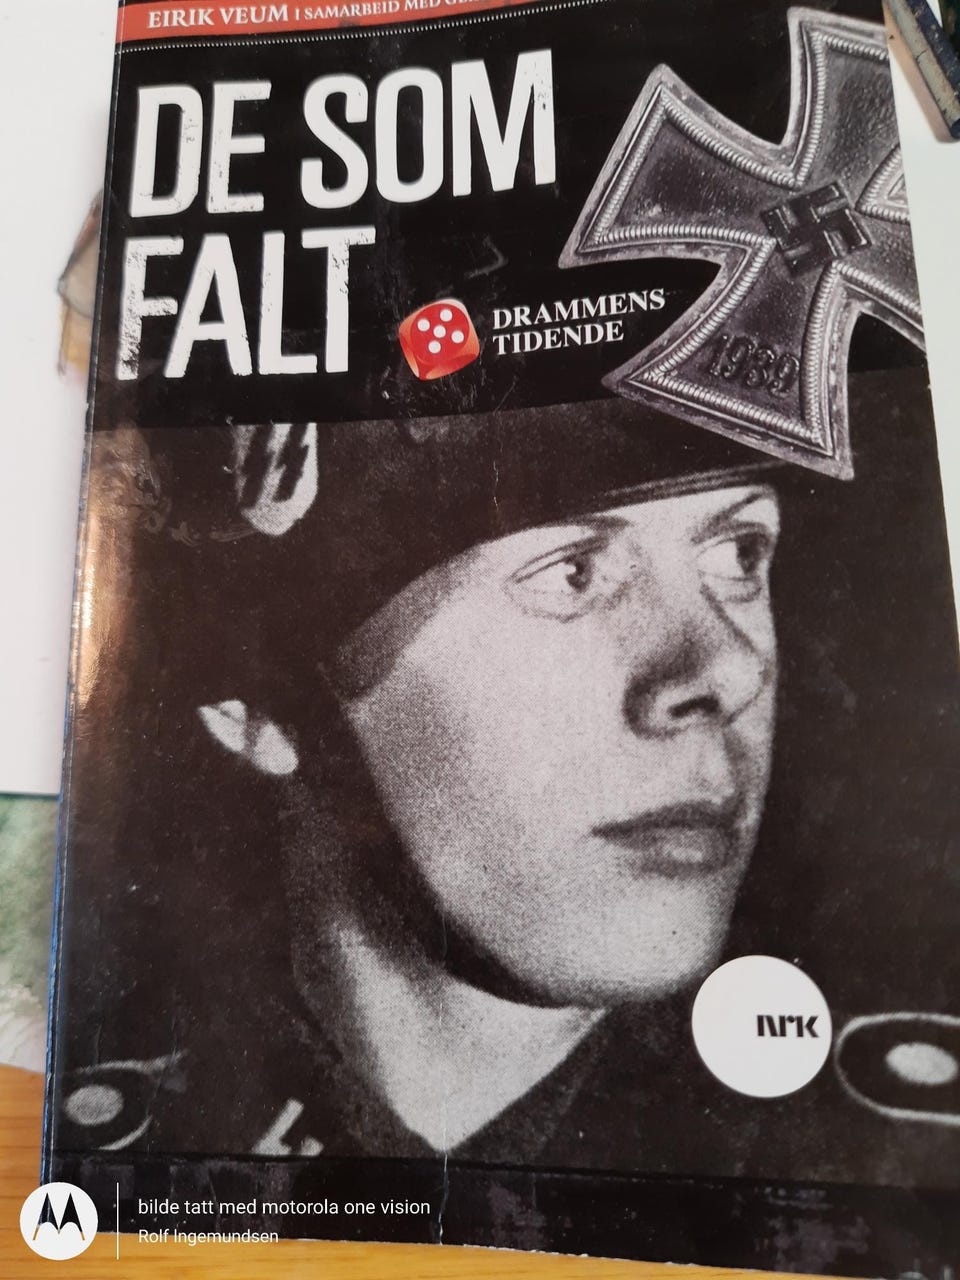 EIRIK VEUM I SAMARBEID MED
DE SOM
FALT
DRAMMENS
TIDENDE
1939
nrk
bilde tatt med motorola one vision
Rolf Ingemundsen